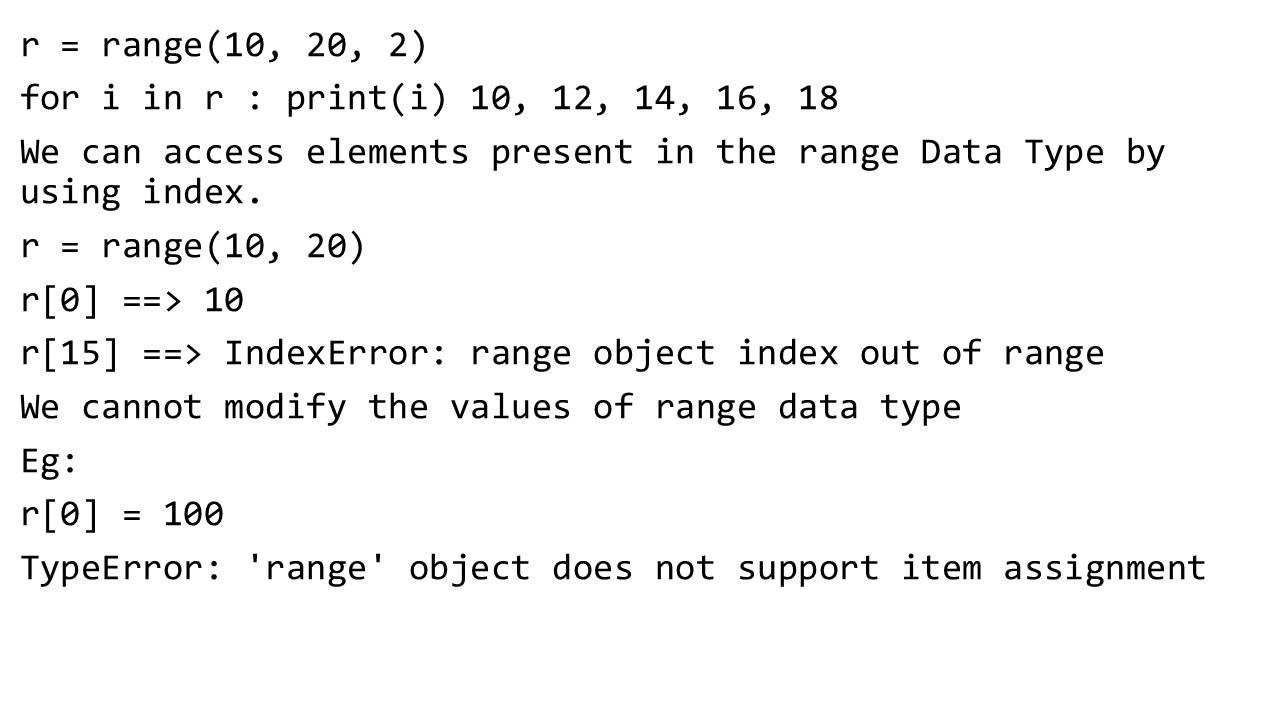 r = range(10, 20, 2)
for i in r : print(i) 10, 12, 14, 16, 18
We can access elements present in the range Data Type by
using index.
r = range(10, 20)
r[0] ==> 10
r[15] ==> IndexError: range object index out of range
We cannot modify the values of range data type
Eg:
r[0] = 100
TypeError: 'range' object does not support item assignment